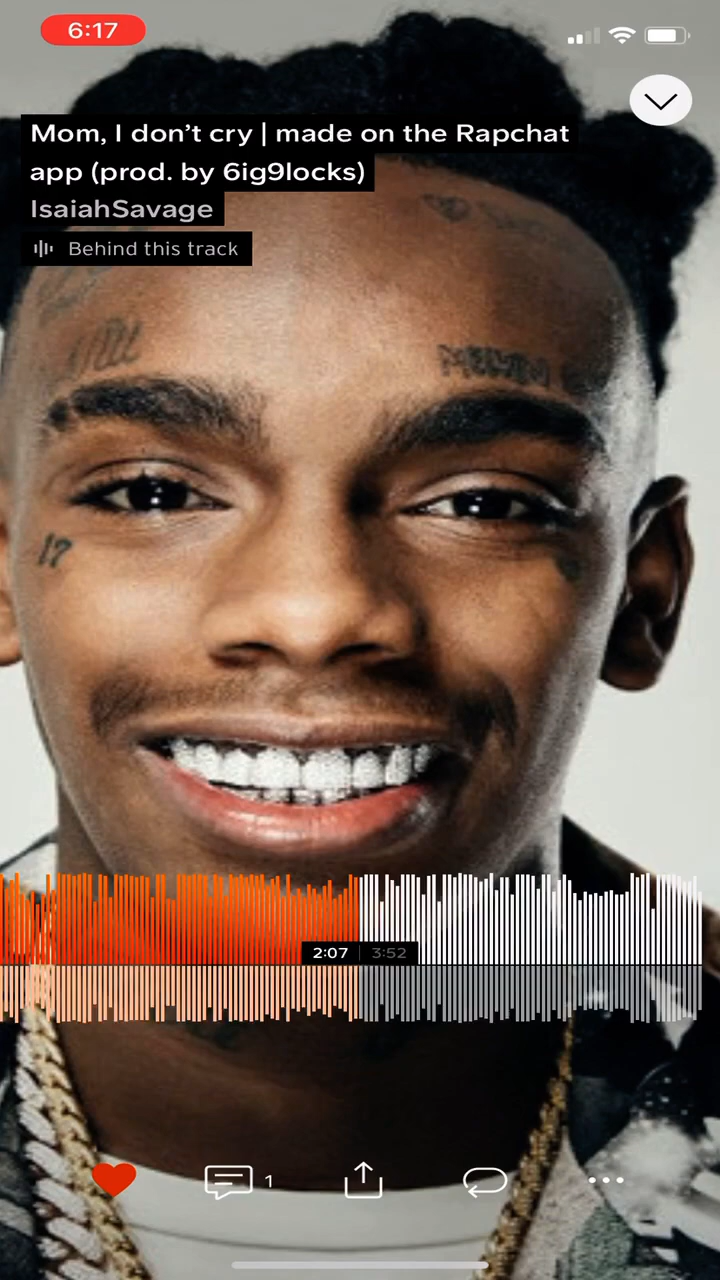 6:17
Mom, I don't cry | made on the Rapchat
app (prod. by 6ig9locks)
IsaiahSavage
Behind this track
17
2:07 3:52
1